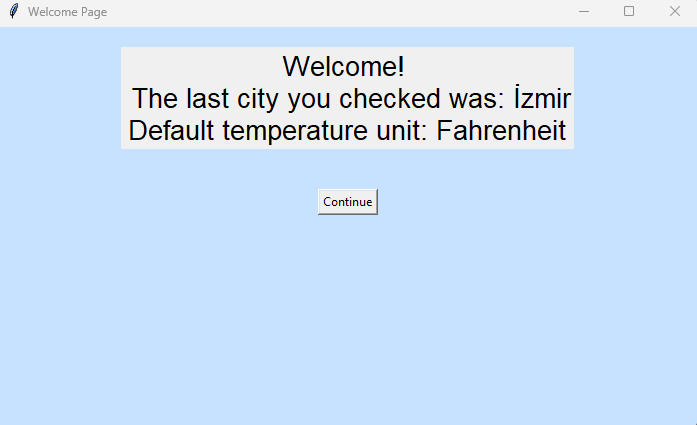 Welcome Page
Welcome!
The last city you checked was: İzmir
Default temperature unit: Fahrenheit
Continue